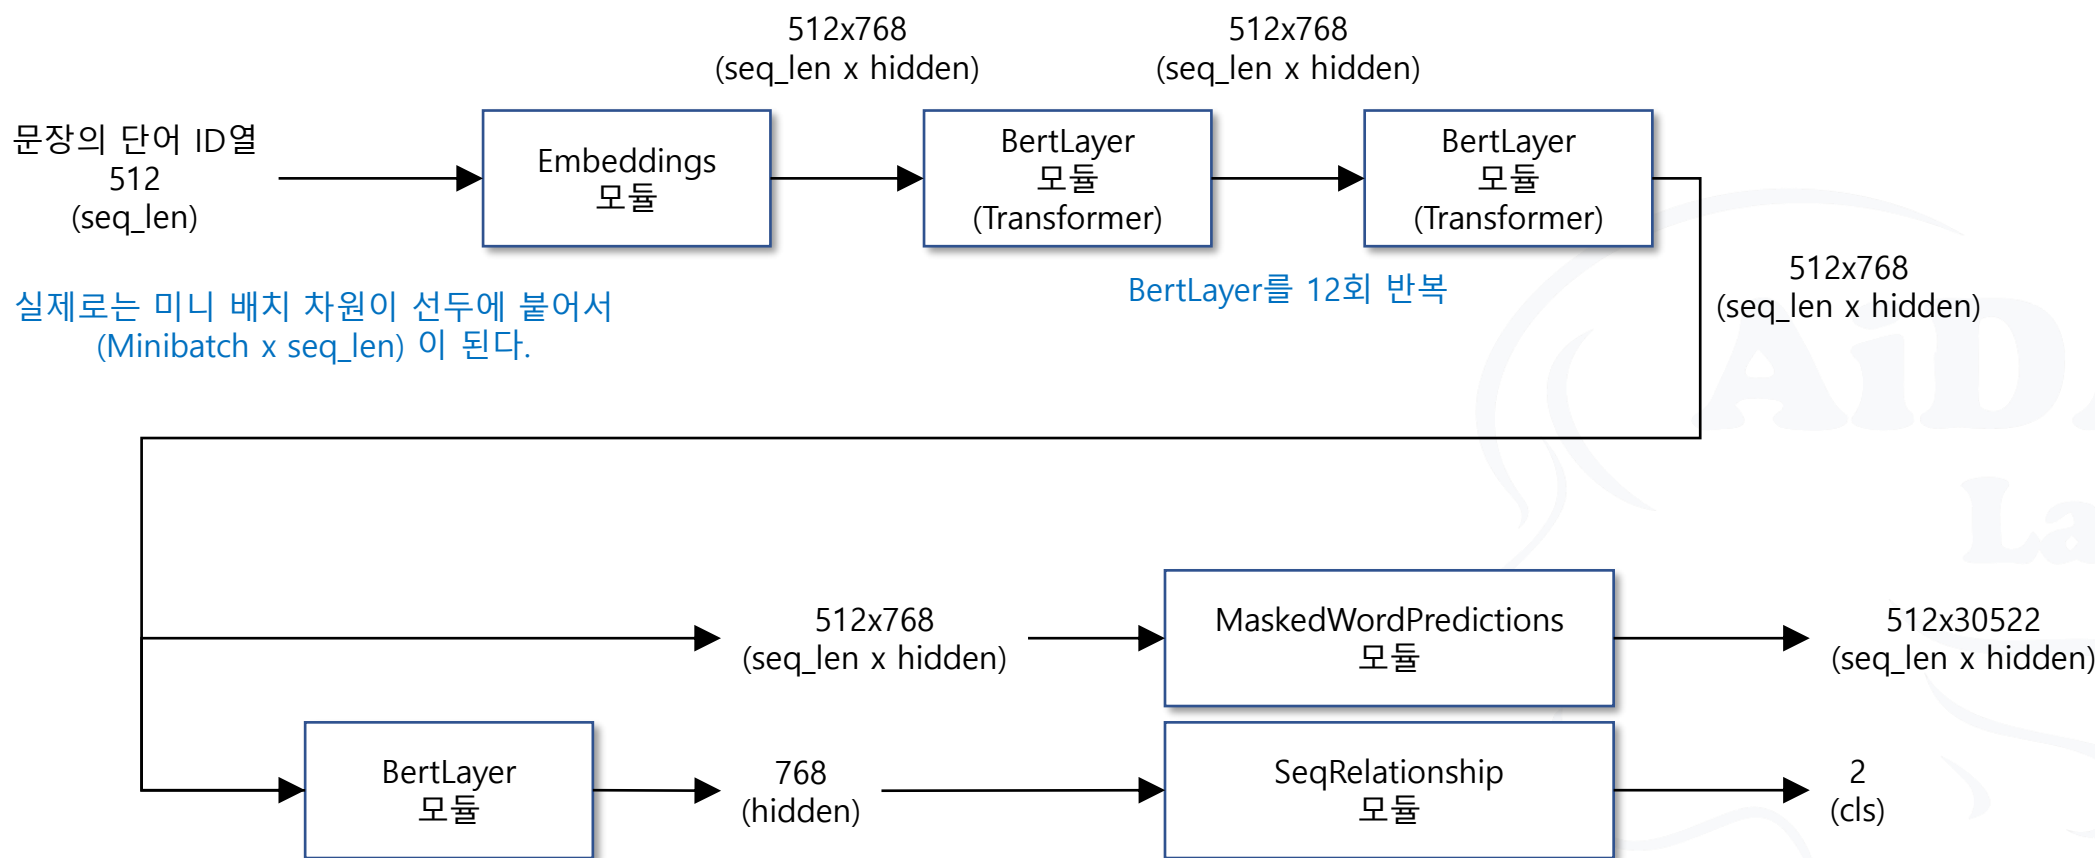 512x768
(seq_len x hidden)
512x768
(seq_len x hidden)
문장의 단어 ID열
512
(seq_len)
Embeddings
모듈
BertLayer
모듈
(Transformer)
BertLayer
모듈
(Transformer)
512x768
(seq_len x hidden)
실제로는 미니 배치 차원이 선두에 붙어서
(Minibatch x seq_len) 이 된다.
BertLayer를 12회 반복
512x768
(seq_len x hidden)
MaskedWordPredictions
모듈
512x30522
(seq_len x hidden)
BertLayer
모듈
768
(hidden)
SeqRelationship
모듈
2
(cls)